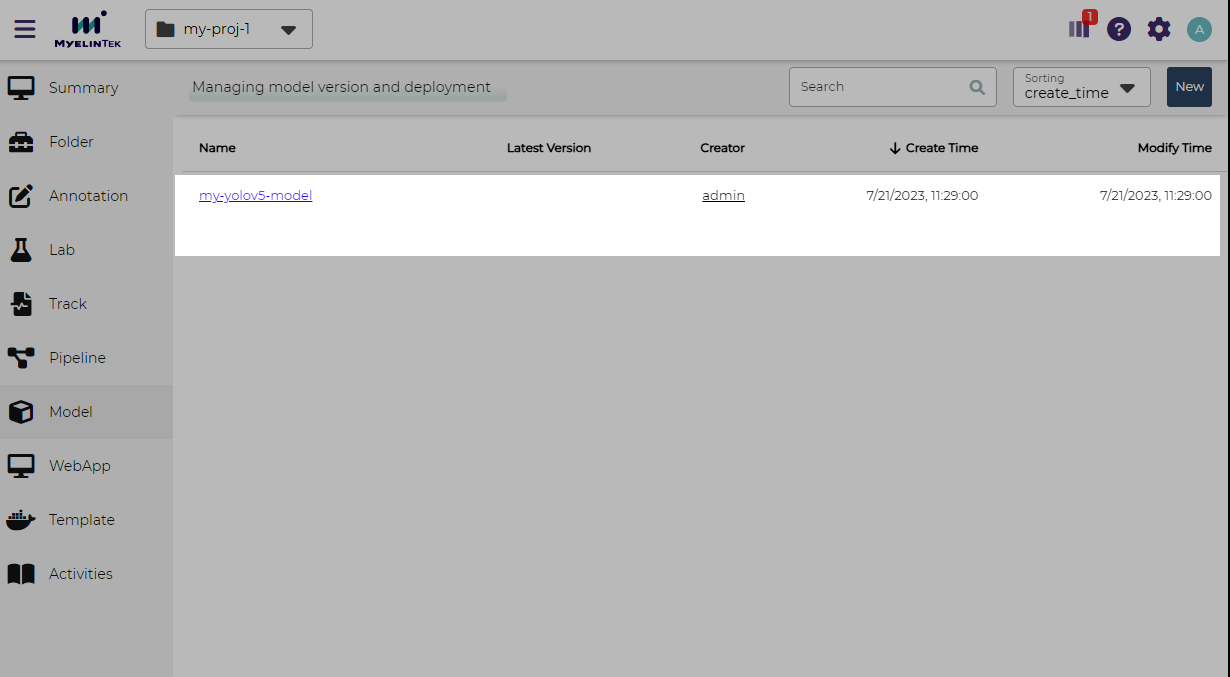 MYELINTEK
my-proj-1
1
?
A
Summary
Folder
Annotation
Lab
Track
Pipeline
Model
WebApp
Template
Activities
Managing model version and deployment
Search
Sorting
create_time
New
Name Latest Version Creator Create Time Modify Time
my-yolov5-model admin 7/21/2023, 11:29:00 7/21/2023, 11:29:00